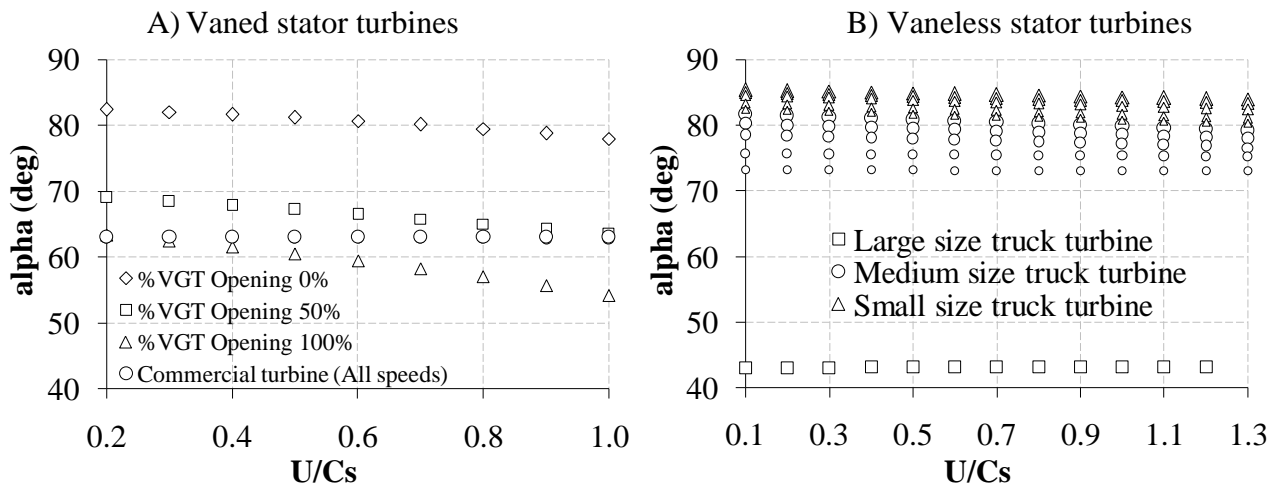 A) Vaned stator turbines
90
80
70
60
50
40
alpha (deg)
%VGT Opening 0%
%VGT Opening 50%
%VGT Opening 100%
Commercial turbine (All speeds)
0.2 0.4 0.6 0.8 1.0
U/Cs
B) Vaneless stator turbines
90
80
70
60
50
40
alpha (deg)
Large size truck turbine
Medium size truck turbine
Small size truck turbine
0.1 0.3 0.5 0.7 0.9 1.1 1.3
U/Cs